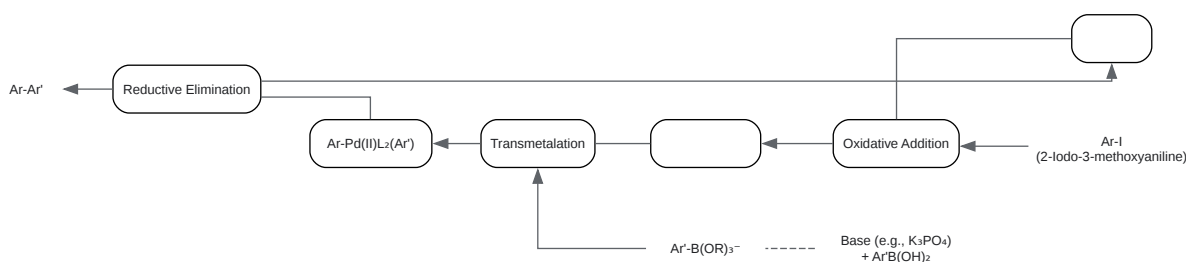 Ar-Ar'
Reductive Elimination
Ar-Pd(II)L₂(Ar')
Transmetalation
Oxidative Addition
Ar-I
(2-Iodo-3-methoxyaniline)
Ar'-B(OR)₃⁻
Base (e.g., K₃PO₄)
+ Ar'B(OH)₂